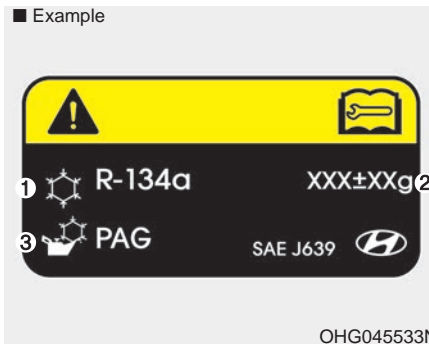 ■ Example
1 R-134a XXX±XXg 2
3 PAG SAE J639
OHG045533N